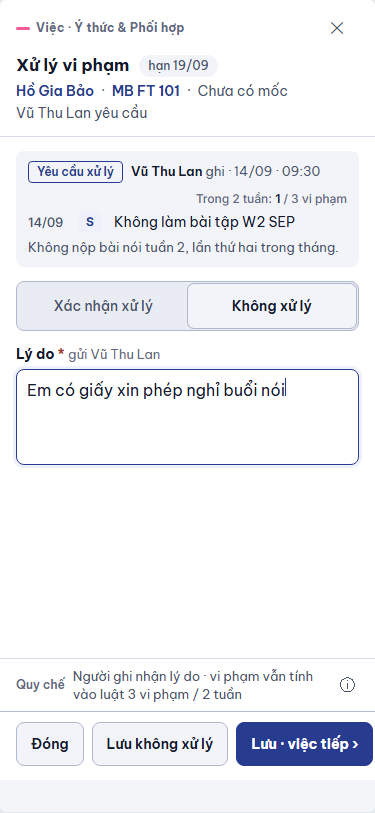 Việc · Ý thức & Phối hợp
Xử lý vi phạm hạn 19/09
Hồ Gia Bảo · MB FT 101 · Chưa có mốc
Vũ Thu Lan yêu cầu
Yêu cầu xử lý Vũ Thu Lan ghi · 14/09 · 09:30
Trong 2 tuần: 1 / 3 vi phạm
14/09 S Không làm bài tập W2 SEP
Không nộp bài nói tuần 2, lần thứ hai trong tháng.
Xác nhận xử lý Không xử lý
Lý do * gửi Vũ Thu Lan
Em có giấy xin phép nghỉ buổi nói
Quy chế Người ghi nhận lý do · vi phạm vẫn tính
vào luật 3 vi phạm / 2 tuần
Đóng Lưu không xử lý Lưu · việc tiếp ›